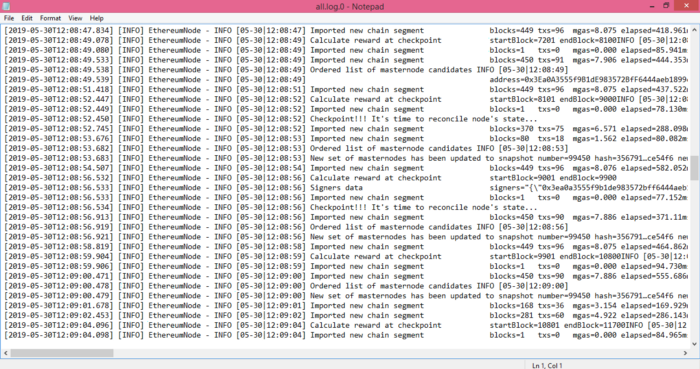 all.log.0 - Notepad
File Edit Format View Help
[2019-05-30T12:08:47.834] [INFO] EthereumNode - INFO [05-30|12:08:47] Imported new chain segment blocks=449 txs=96 mgas=8.075 elapsed=418.961
[2019-05-30T12:08:49.078] [INFO] EthereumNode - INFO [05-30|12:08:49] Calculate reward at checkpoint startBlock=7201 endBlock=8100INFO [05-30|12:08
[2019-05-30T12:08:49.080] [INFO] EthereumNode - INFO [05-30|12:08:49] Imported new chain segment blocks=1 txs=0 mgas=0.000 elapsed=85.941m
[2019-05-30T12:08:49.533] [INFO] EthereumNode - INFO [05-30|12:08:49] Imported new chain segment blocks=450 txs=91 mgas=7.906 elapsed=444.353
[2019-05-30T12:08:49.538] [INFO] EthereumNode - INFO [05-30|12:08:49] Ordered list of masternode candidates INFO [05-30|12:08:49]
[2019-05-30T12:08:49.539] [INFO] EthereumNode - INFO [05-30|12:08:49] address=0x3Ea0A3555f9B1dE983572BfF6444aeb1899
[2019-05-30T12:08:51.418] [INFO] EthereumNode - INFO [05-30|12:08:51] Imported new chain segment blocks=449 txs=96 mgas=8.075 elapsed=437.522
[2019-05-30T12:08:52.447] [INFO] EthereumNode - INFO [05-30|12:08:52] Calculate reward at checkpoint startBlock=8101 endBlock=9000INFO [05-30|12:08
[2019-05-30T12:08:52.449] [INFO] EthereumNode - INFO [05-30|12:08:52] Imported new chain segment blocks=1 txs=0 mgas=0.000 elapsed=78.130m
[2019-05-30T12:08:52.450] [INFO] EthereumNode - INFO [05-30|12:08:52] Checkpoint!!! It's time to reconcile node's state...
[2019-05-30T12:08:52.745] [INFO] EthereumNode - INFO [05-30|12:08:52] Imported new chain segment blocks=370 txs=75 mgas=6.571 elapsed=288.098
[2019-05-30T12:08:53.676] [INFO] EthereumNode - INFO [05-30|12:08:53] Imported new chain segment blocks=80 txs=18 mgas=1.562 elapsed=80.082m
[2019-05-30T12:08:53.682] [INFO] EthereumNode - INFO [05-30|12:08:53] Ordered list of masternode candidates INFO [05-30|12:08:53]
[2019-05-30T12:08:53.683] [INFO] EthereumNode - INFO [05-30|12:08:53] New set of masternodes has been updated to snapshot number=99450 hash=356791…ce54f6 ne
[2019-05-30T12:08:54.507] [INFO] EthereumNode - INFO [05-30|12:08:54] Imported new chain segment blocks=449 txs=96 mgas=8.076 elapsed=582.052
[2019-05-30T12:08:56.532] [INFO] EthereumNode - INFO [05-30|12:08:56] Calculate reward at checkpoint startBlock=9001 endBlock=9900
[2019-05-30T12:08:56.533] [INFO] EthereumNode - INFO [05-30|12:08:56] Signers data signers="{\"0x3ea0a3555f9b1de983572bff6444aeb
[2019-05-30T12:08:56.533] [INFO] EthereumNode - INFO [05-30|12:08:56] Imported new chain segment blocks=1 txs=0 mgas=0.000 elapsed=77.152m
[2019-05-30T12:08:56.534] [INFO] EthereumNode - INFO [05-30|12:08:56] Checkpoint!!! It's time to reconcile node's state...
[2019-05-30T12:08:56.913] [INFO] EthereumNode - INFO [05-30|12:08:56] Imported new chain segment blocks=450 txs=90 mgas=7.886 elapsed=371.11m
[2019-05-30T12:08:56.919] [INFO] EthereumNode - INFO [05-30|12:08:56] Ordered list of masternode candidates INFO [05-30|12:08:56]
[2019-05-30T12:08:56.921] [INFO] EthereumNode - INFO [05-30|12:08:56] New set of masternodes has been updated to snapshot number=99450 hash=356791…ce54f6 ne
[2019-05-30T12:08:58.819] [INFO] EthereumNode - INFO [05-30|12:08:58] Imported new chain segment blocks=449 txs=96 mgas=8.075 elapsed=464.862
[2019-05-30T12:08:59.904] [INFO] EthereumNode - INFO [05-30|12:08:59] Calculate reward at checkpoint startBlock=9901 endBlock=10800INFO [05-30|12:
[2019-05-30T12:08:59.906] [INFO] EthereumNode - INFO [05-30|12:08:59] Imported new chain segment blocks=1 txs=0 mgas=0.000 elapsed=94.730m
[2019-05-30T12:09:00.471] [INFO] EthereumNode - INFO [05-30|12:09:00] Imported new chain segment blocks=450 txs=90 mgas=7.886 elapsed=555.686
[2019-05-30T12:09:00.478] [INFO] EthereumNode - INFO [05-30|12:09:00] Ordered list of masternode candidates INFO [05-30|12:09:00]
[2019-05-30T12:09:00.479] [INFO] EthereumNode - INFO [05-30|12:09:00] New set of masternodes has been updated to snapshot number=99450 hash=356791…ce54f6 ne
[2019-05-30T12:09:01.678] [INFO] EthereumNode - INFO [05-30|12:09:01] Imported new chain segment blocks=168 txs=36 mgas=3.154 elapsed=169.929
[2019-05-30T12:09:02.453] [INFO] EthereumNode - INFO [05-30|12:09:02] Imported new chain segment blocks=281 txs=60 mgas=4.922 elapsed=286.143
[2019-05-30T12:09:04.096] [INFO] EthereumNode - INFO [05-30|12:09:04] Calculate reward at checkpoint startBlock=10801 endBlock=11700INFO [05-30|12
[2019-05-30T12:09:04.098] [INFO] EthereumNode - INFO [05-30|12:09:04] Imported new chain segment blocks=1 txs=0 mgas=0.000 elapsed=84.965m
Ln 1, Col 1